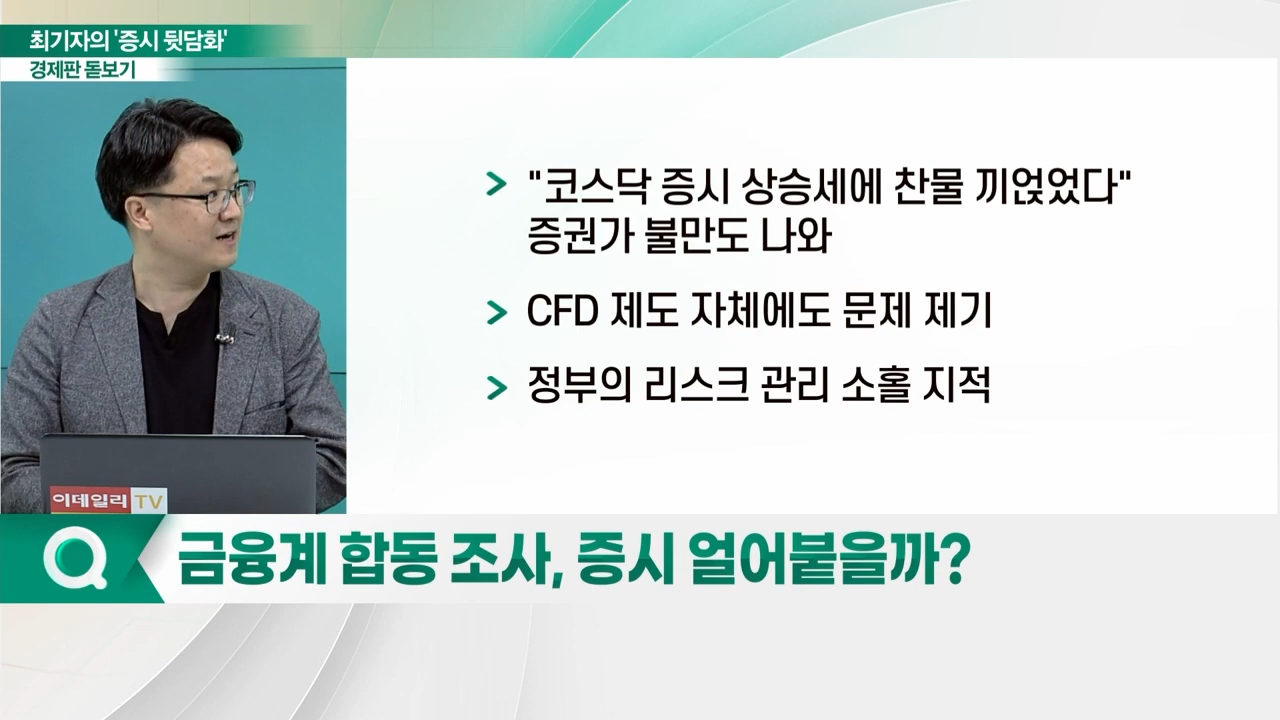 최기자의 '증시 뒷담화'
경제판 돋보기
> "코스닥 증시 상승세에 찬물 끼얹었다"
증권가 불만도 나와
> CFD 제도 자체에도 문제 제기
> 정부의 리스크 관리 소홀 지적
이데일리 TV
Q 금융계 합동 조사, 증시 얼어붙을까?